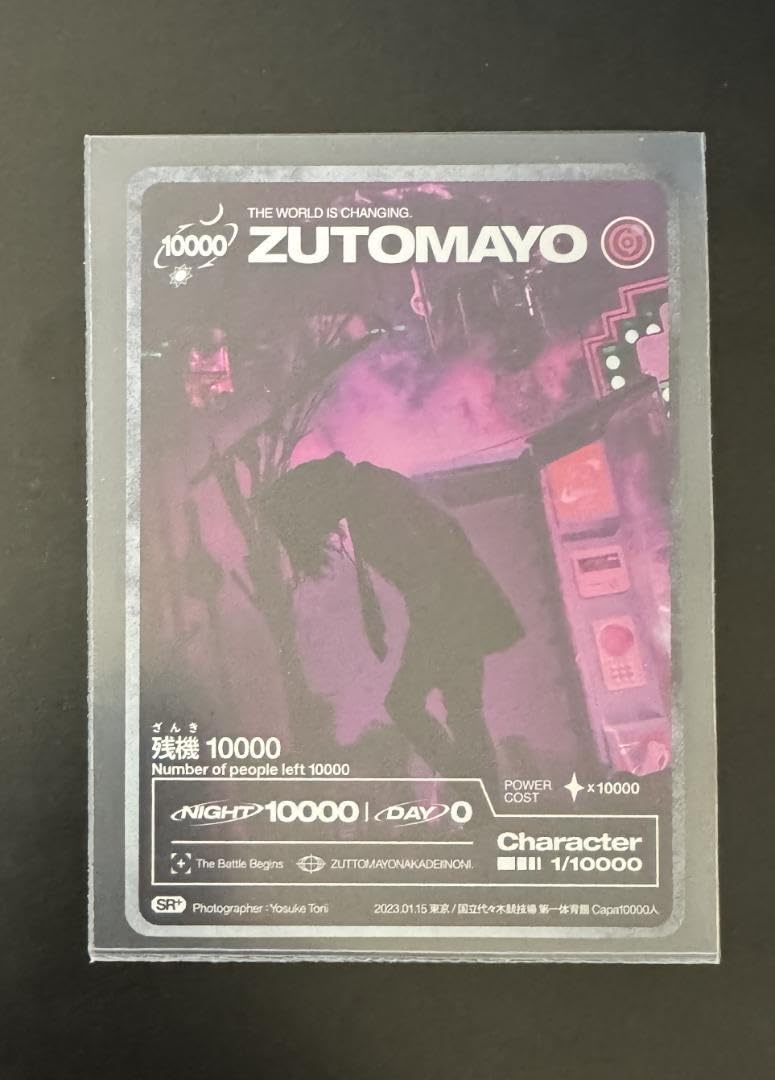 THE WORLD IS CHANGING.
10000 ZUTOMAYO
ざんき
残機 10000
Number of people left 10000
POWER COST x10000
NIGHT 10000 | DAY 0
Character
1/10000
The Battle Begins ZUTTOMAYONAKADEIINONI.
SR+ Photographer : Yosuke Torii 2023.01.15 東京 / 国立代々木競技場 第一体育館 Capa10000人